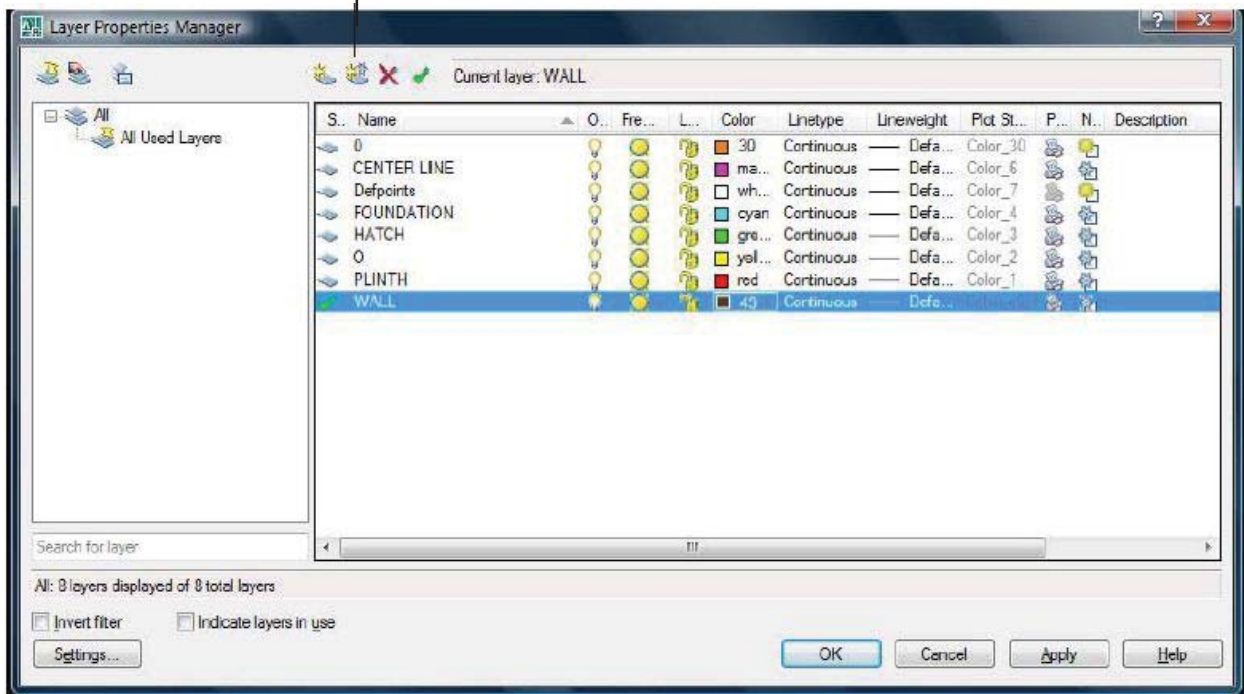 Layer Properties Manager
Current layer: WALL
All
All Used Layers
S.. Name O.. Fre... L... Color Linetype Lineweight Plot St... P... N.. Description
0 30 Continuous Defa... Color_30
CENTER LINE ma... Continuous Defa... Color_6
Defpoints wh... Continuous Defa... Color_7
FOUNDATION cyan Continuous Defa... Color_4
HATCH gre... Continuous Defa... Color_3
O yel... Continuous Defa... Color_2
PLINTH red Continuous Defa... Color_1
WALL Continuous Defa...
Search for layer
All: 8 layers displayed of 8 total layers
Invert filter Indicate layers in use
Settings... OK Cancel Apply Help